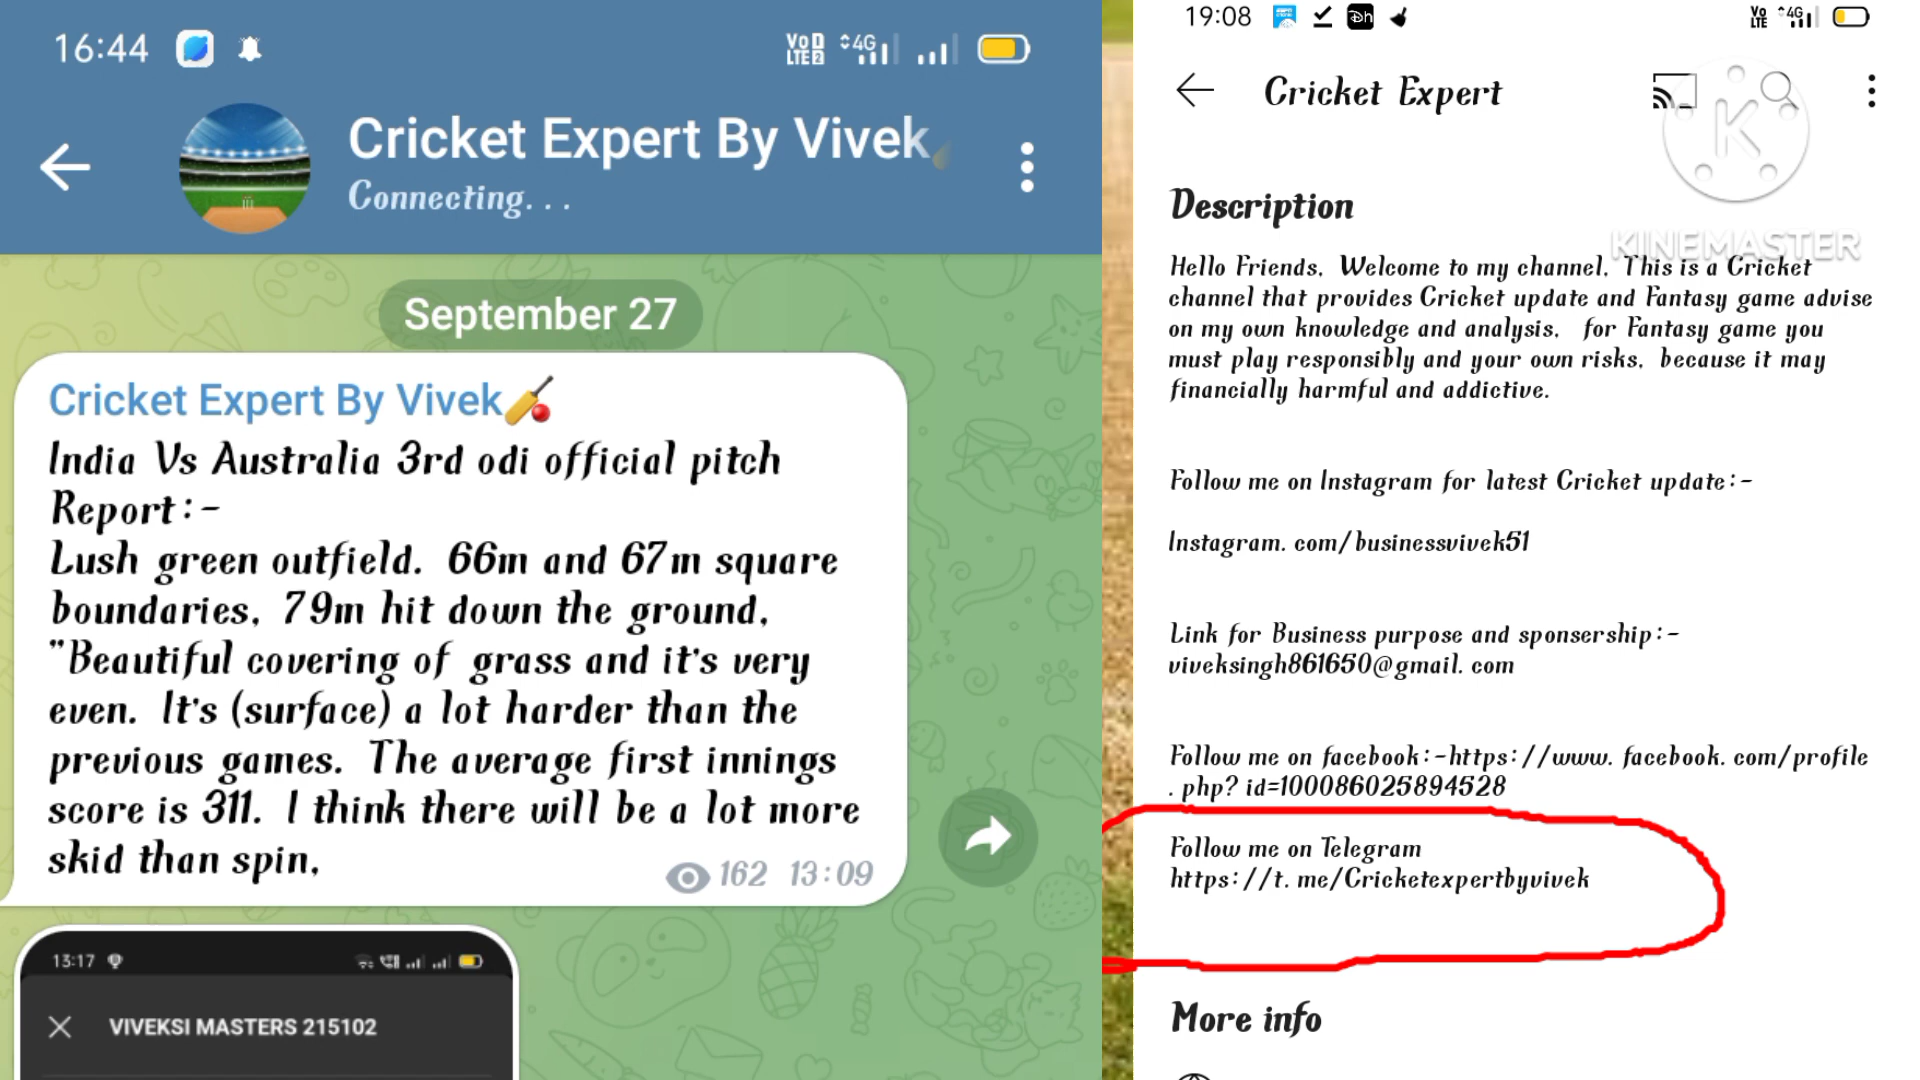 16:44
VoLTE 1 2 4G
Cricket Expert By Vivek
Connecting...
September 27
Cricket Expert By Vivek🏏
India Vs Australia 3rd odi official pitch
Report:-
Lush green outfield. 66m and 67m square
boundaries, 79m hit down the ground,
"Beautiful covering of grass and it's very
even. It's (surface) a lot harder than the
previous games. The average first innings
score is 311. I think there will be a lot more
skid than spin,
162 13:09
13:17
VIVEKSI MASTERS 215102
19:08
Dh
VoLTE 4G
Cricket Expert
K
KINEMASTER
Description
Hello Friends, Welcome to my channel, This is a Cricket
channel that provides Cricket update and Fantasy game advise
on my own knowledge and analysis, for Fantasy game you
must play responsibly and your own risks, because it may
financially harmful and addictive.
Follow me on Instagram for latest Cricket update:-
Instagram. com/businessvivek51
Link for Business purpose and sponsership:-
viveksingh861650@gmail. com
Follow me on facebook:-https://www. facebook. com/profile
. php? id=100086025894528
Follow me on Telegram
https://t. me/Cricketexpertbyvivek
More info